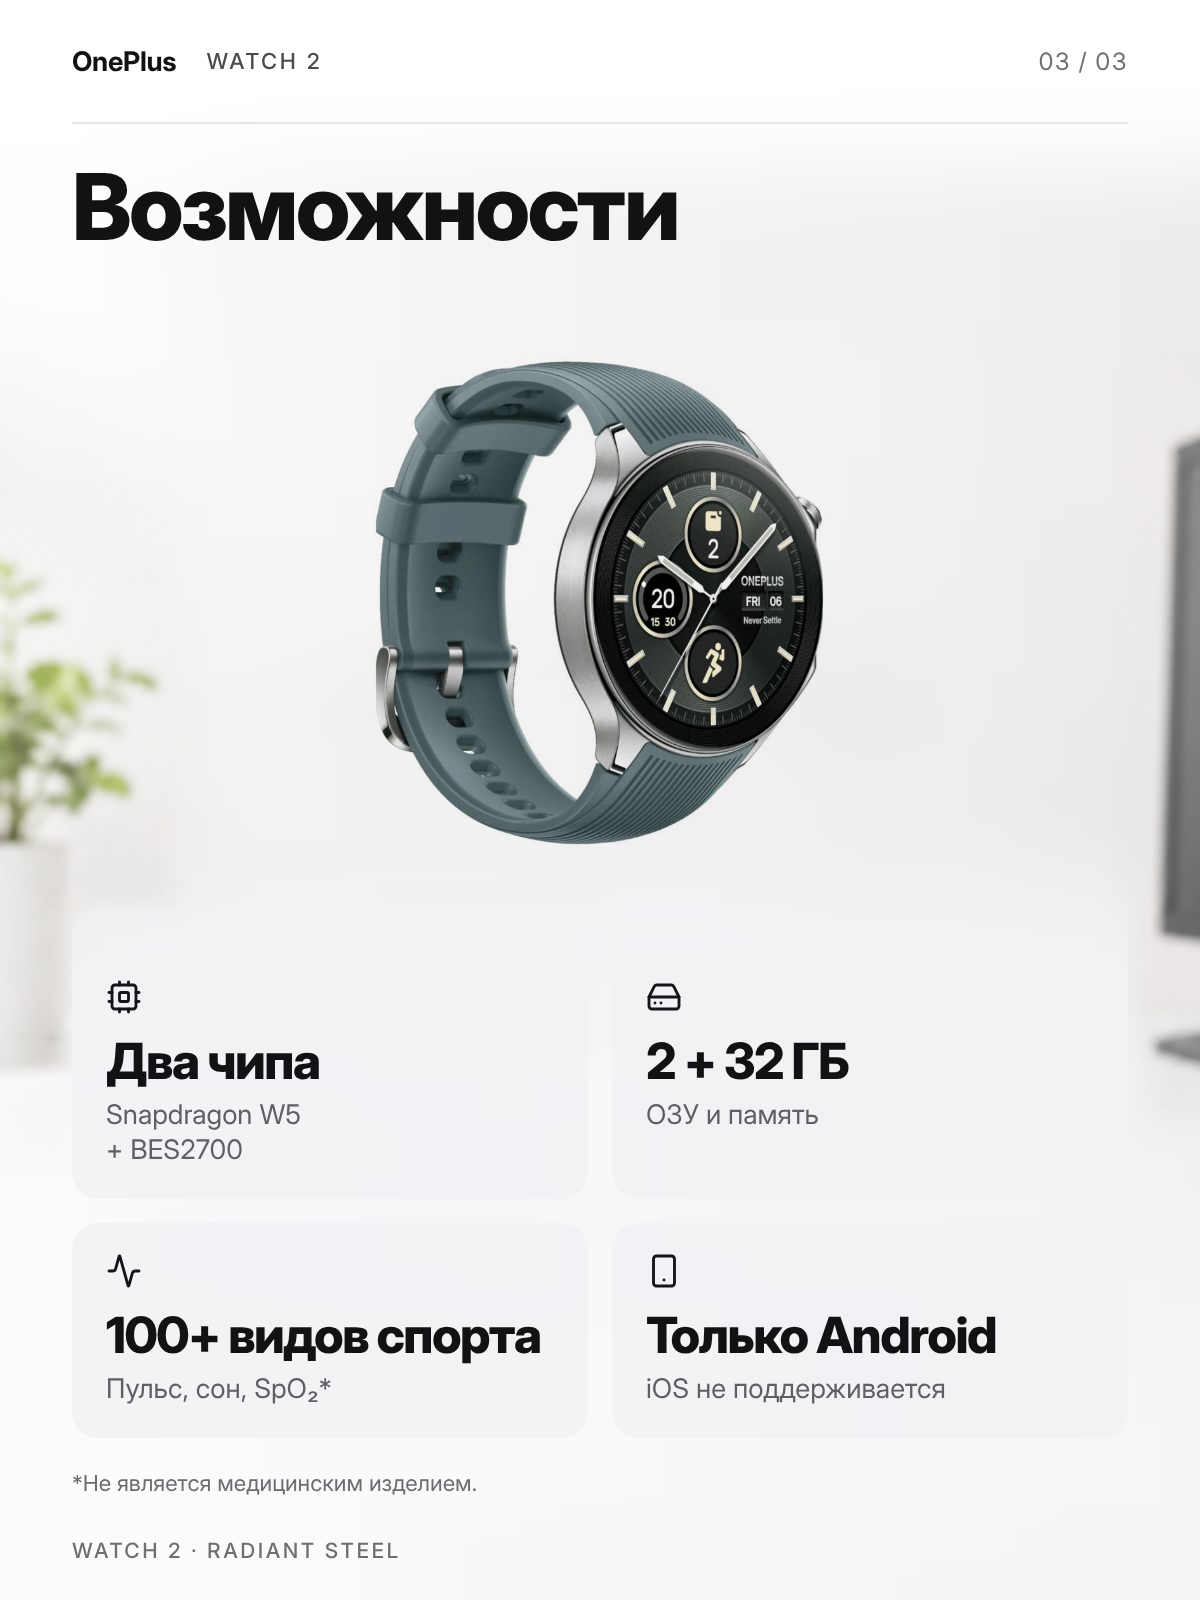 OnePlus WATCH 2 03 / 03
Возможности
2
ONEPLUS
20
FRI 06
15 30
Never Settle
Два чипа
Snapdragon W5
+ BES2700
2 + 32 ГБ
ОЗУ и память
100+ видов спорта
Пульс, сон, SpO₂*
Только Android
iOS не поддерживается
*Не является медицинским изделием.
WATCH 2 · RADIANT STEEL